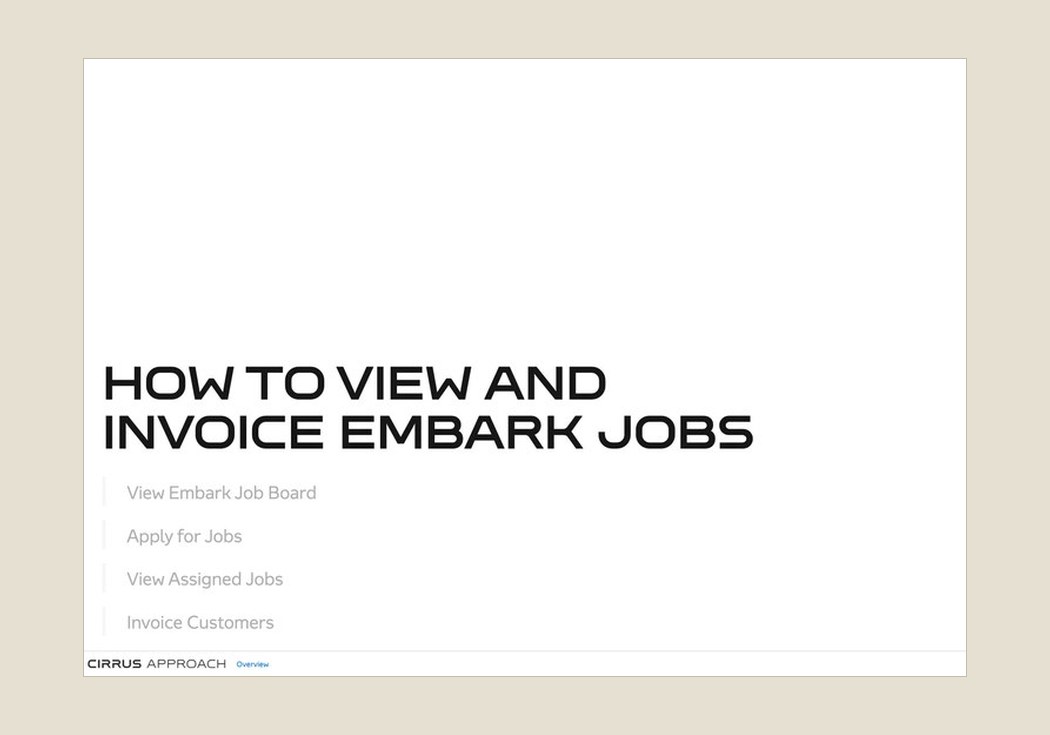 HOW TO VIEW AND
INVOICE EMBARK JOBS
View Embark Job Board
Apply for Jobs
View Assigned Jobs
Invoice Customers
CIRRUS APPROACH Overview